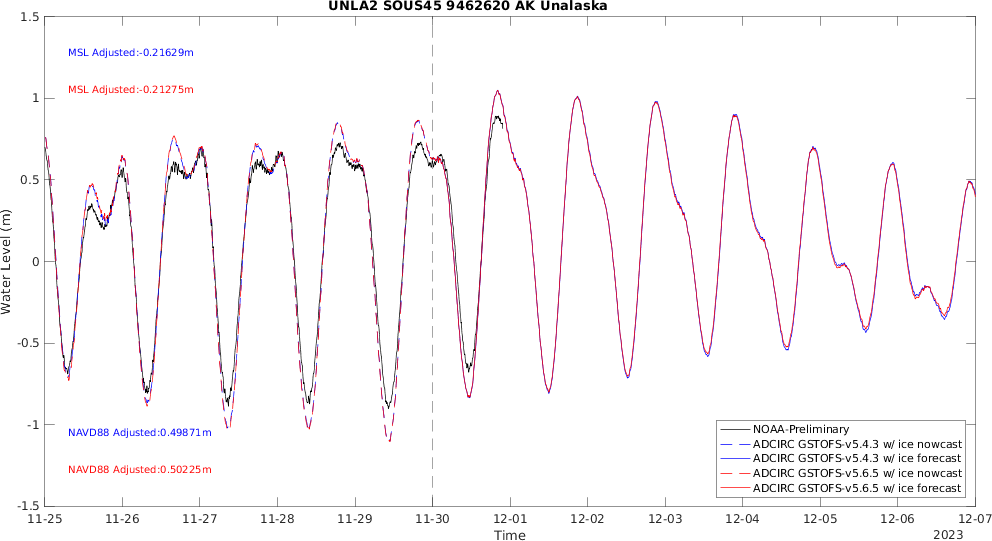 UNLA2 SOUS45 9462620 AK Unalaska
1.5
1
0.5
0
-0.5
-1
-1.5
Water Level (m)
MSL Adjusted:-0.21629m
MSL Adjusted:-0.21275m
NAVD88 Adjusted:0.49871m
NAVD88 Adjusted:0.50225m
NOAA-Preliminary
ADCIRC GSTOFS-v5.4.3 w/ ice nowcast
ADCIRC GSTOFS-v5.4.3 w/ ice forecast
ADCIRC GSTOFS-v5.6.5 w/ ice nowcast
ADCIRC GSTOFS-v5.6.5 w/ ice forecast
11-25 11-26 11-27 11-28 11-29 11-30 12-01 12-02 12-03 12-04 12-05 12-06 12-07
Time
2023